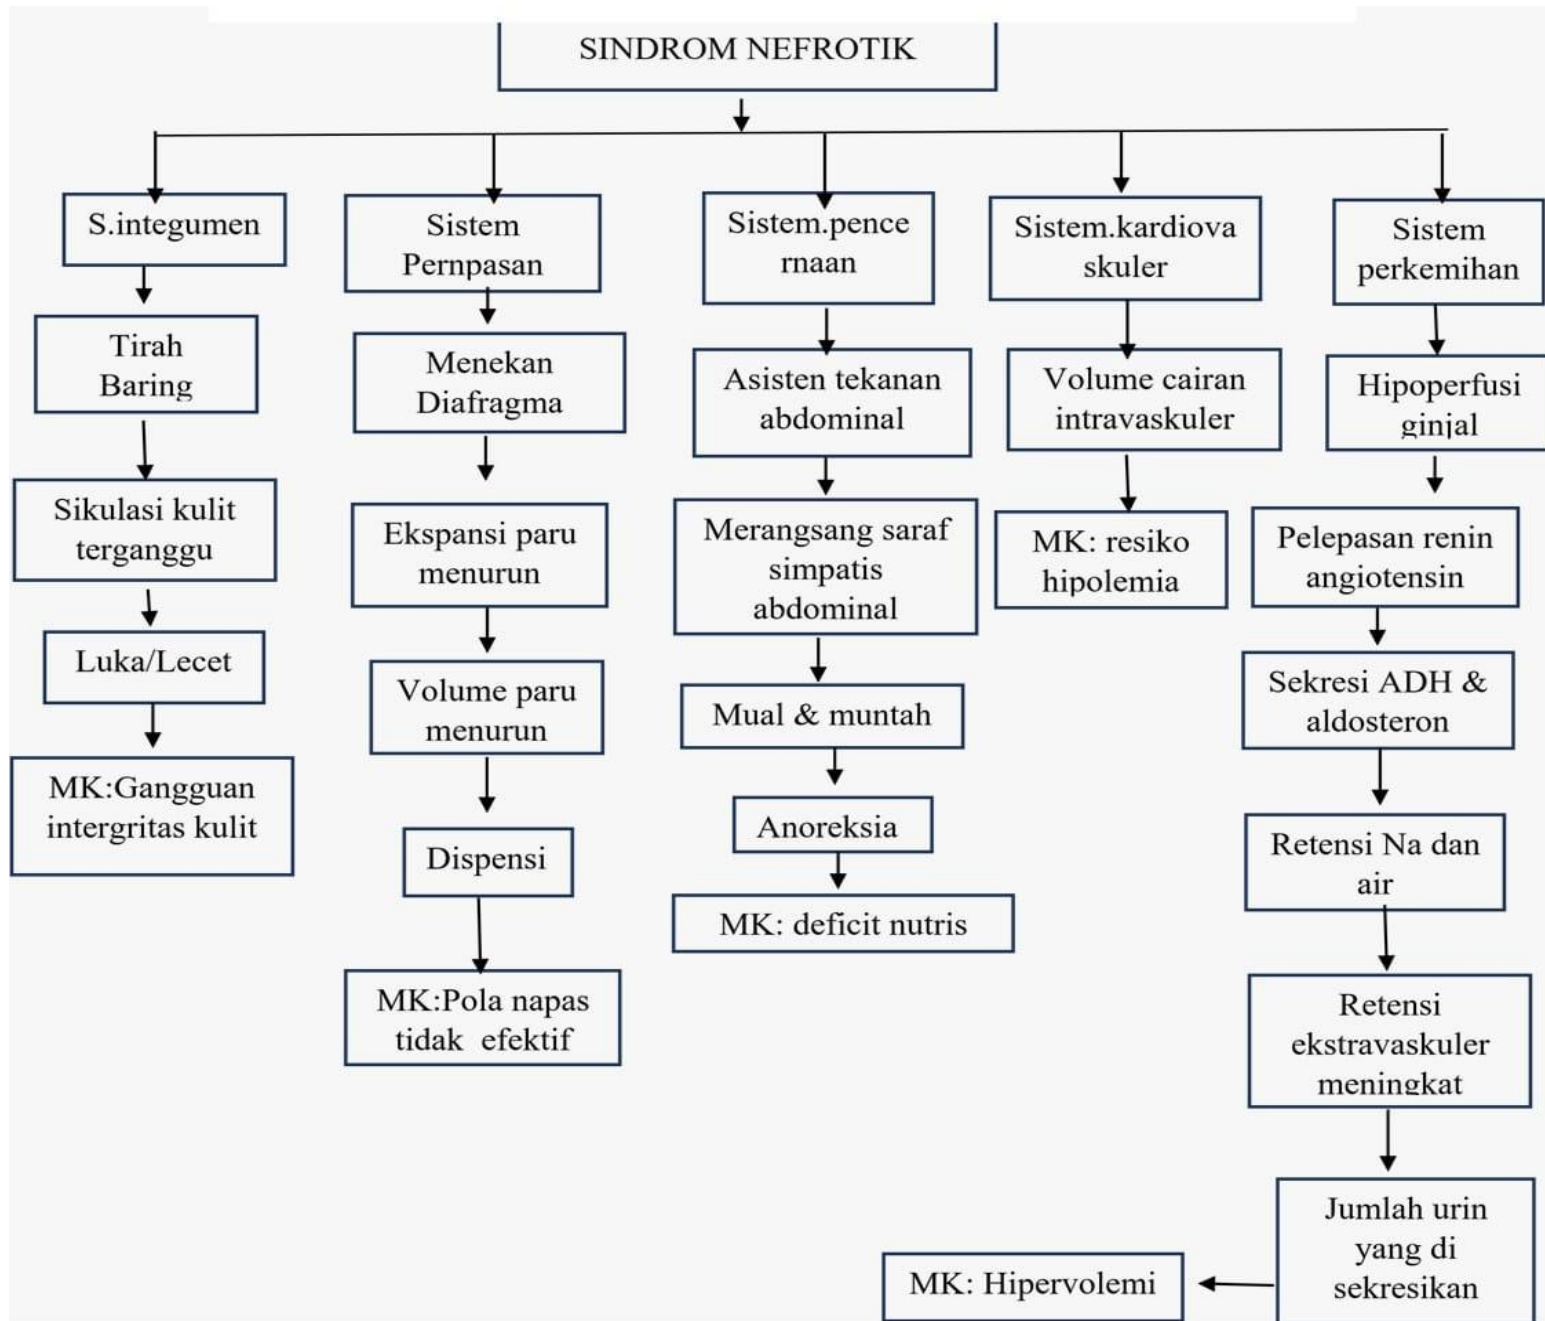 SINDROM NEFROTIK
S.integumen
Tirah
Baring
Sikulasi kulit
terganggu
Luka/Lecet
MK:Gangguan
intergritas kulit
Sistem
Pernpasan
Menekan
Diafragma
Ekspansi paru
menurun
Volume paru
menurun
Dispensi
MK:Pola napas
tidak efektif
Sistem.pence
rnaan
Asisten tekanan
abdominal
Merangsang saraf
simpatis
abdominal
Mual & muntah
Anoreksia
MK: deficit nutris
Sistem.kardiova
skuler
Volume cairan
intravaskuler
MK: resiko
hipolemia
Sistem
perkemihan
Hipoperfusi
ginjal
Pelepasan renin
angiotensin
Sekresi ADH &
aldosteron
Retensi Na dan
air
Retensi
ekstravaskuler
meningkat
Jumlah urin
yang di
sekresikan
MK: Hipervolemi